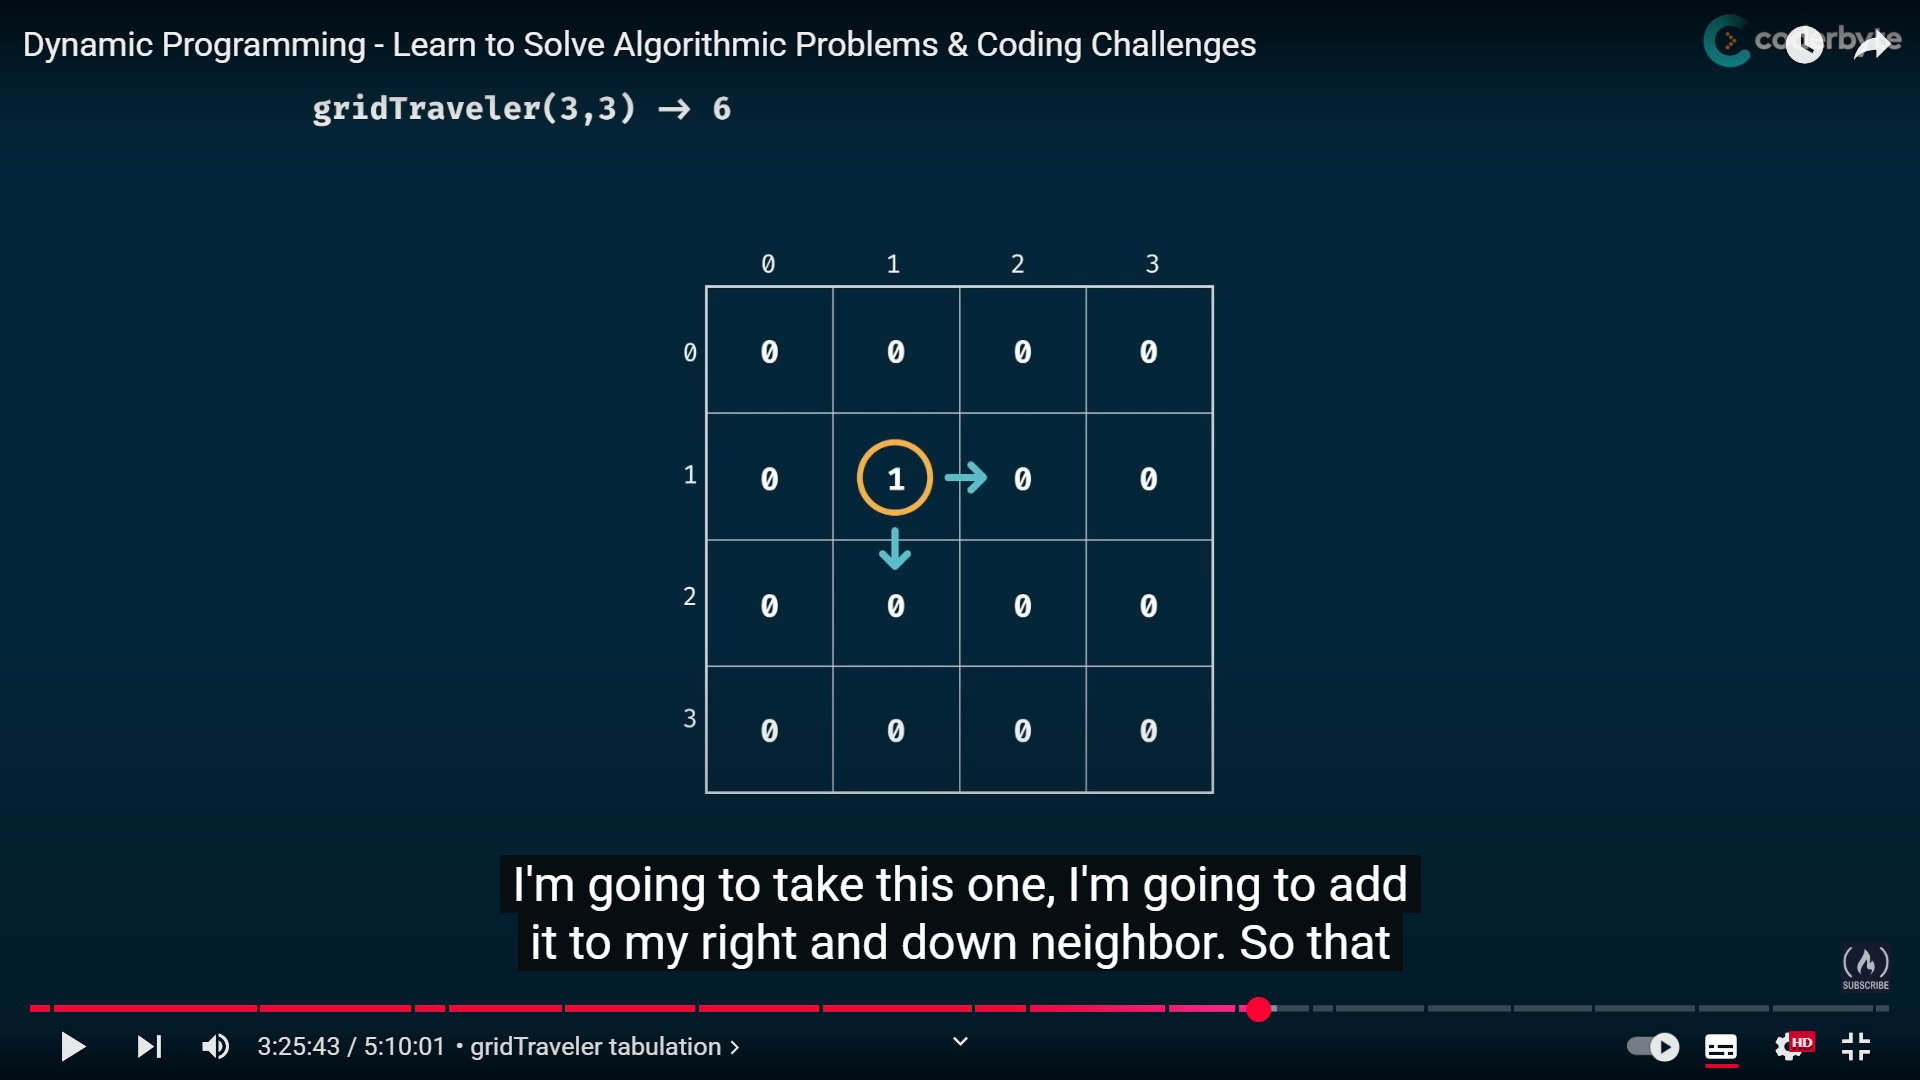 Dynamic Programming - Learn to Solve Algorithmic Problems & Coding Challenges
coderbyte
gridTraveler(3,3) → 6
0 1 2 3
0 0 0 0 0
1 0 1 → 0 0
↓
2 0 0 0 0
3 0 0 0 0
I'm going to take this one, I'm going to add
it to my right and down neighbor. So that
SUBSCRIBE
3:25:43 / 5:10:01 • gridTraveler tabulation >
HD